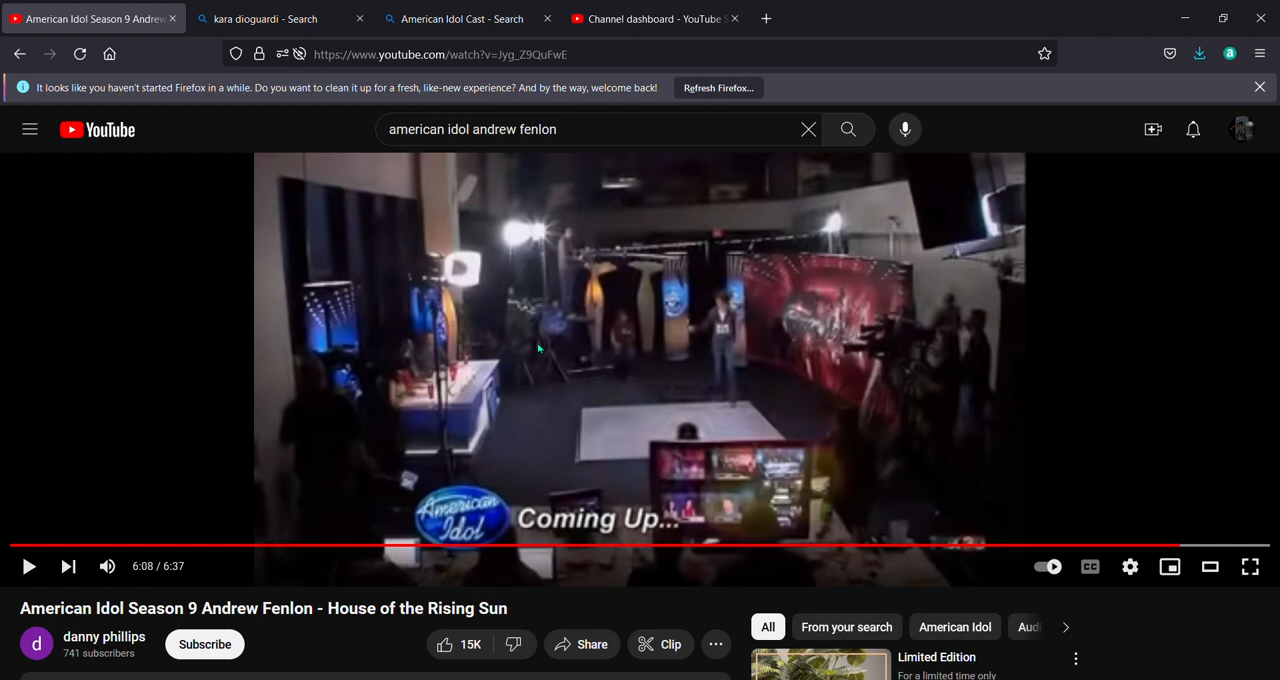 American Idol Season 9 Andrew
kara dioguardi - Search
American Idol Cast - Search
Channel dashboard - YouTube S
https://www.youtube.com/watch?v=Jyg_Z9QuFwE
It looks like you haven't started Firefox in a while. Do you want to clean it up for a fresh, like-new experience? And by the way, welcome back!
Refresh Firefox...
YouTube
american idol andrew fenlon
American Idol
Coming Up...
6:08 / 6:37
CC
American Idol Season 9 Andrew Fenlon - House of the Rising Sun
d
danny phillips
741 subscribers
Subscribe
15K
Share
Clip
All
From your search
American Idol
Audi
Limited Edition
For a limited time only